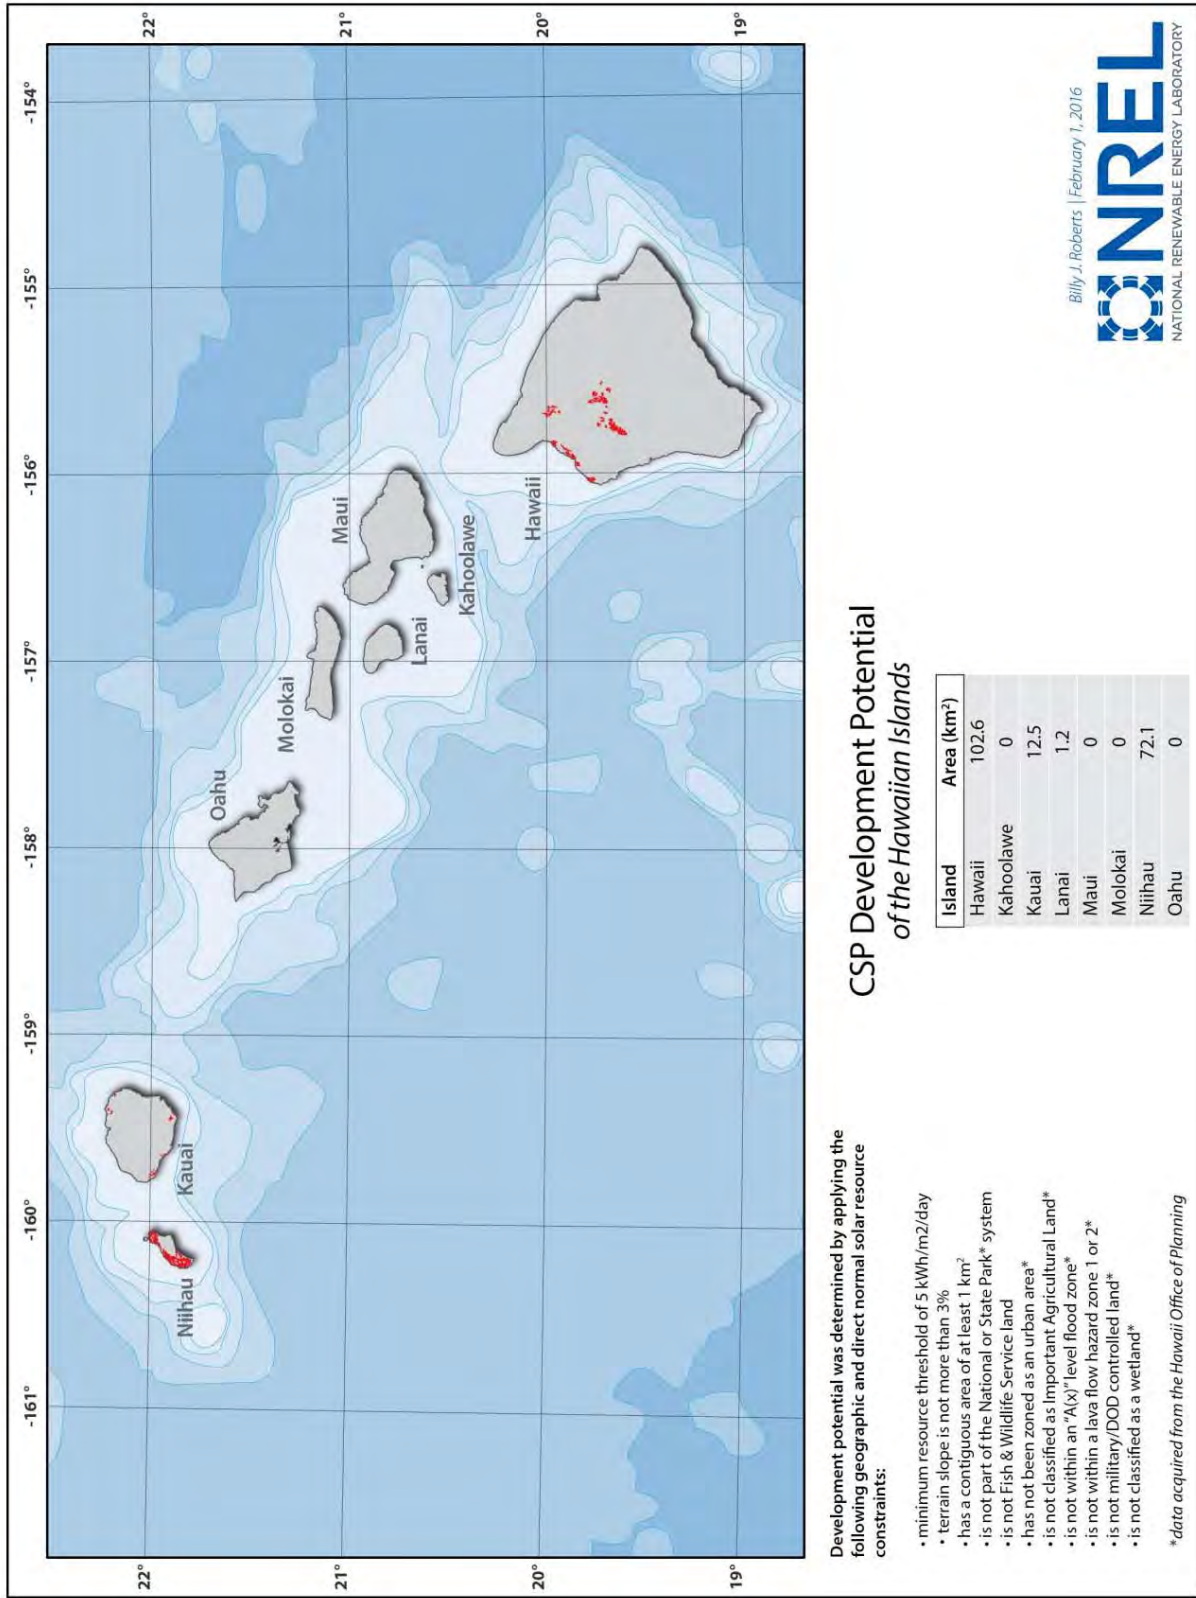 -161°
-160°
-159°
-158°
-157°
-156°
-155°
-154°
22°
22°
21°
21°
20°
20°
19°
19°
Niihau
Kauai
Oahu
Molokai
Maui
Lanai
Kahoolawe
Hawaii
Development potential was determined by applying the
following geographic and direct normal solar resource
constraints:
• minimum resource threshold of 5 kWh/m2/day
• terrain slope is not more than 3%
• has a contiguous area of at least 1 km²
• is not part of the National or State Park* system
• is not Fish & Wildlife Service land
• has not been zoned as an urban area*
• is not classified as Important Agricultural Land*
• is not within an "A(x)" level flood zone*
• is not within a lava flow hazard zone 1 or 2*
• is not military/DOD controlled land*
• is not classified as a wetland*
*data acquired from the Hawaii Office of Planning
CSP Development Potential
of the Hawaiian Islands
Island Area (km²)
Hawaii 102.6
Kahoolawe 0
Kauai 12.5
Lanai 1.2
Maui 0
Molokai 0
Niihau 72.1
Oahu 0
Billy J. Roberts | February 1, 2016
NREL
NATIONAL RENEWABLE ENERGY LABORATORY